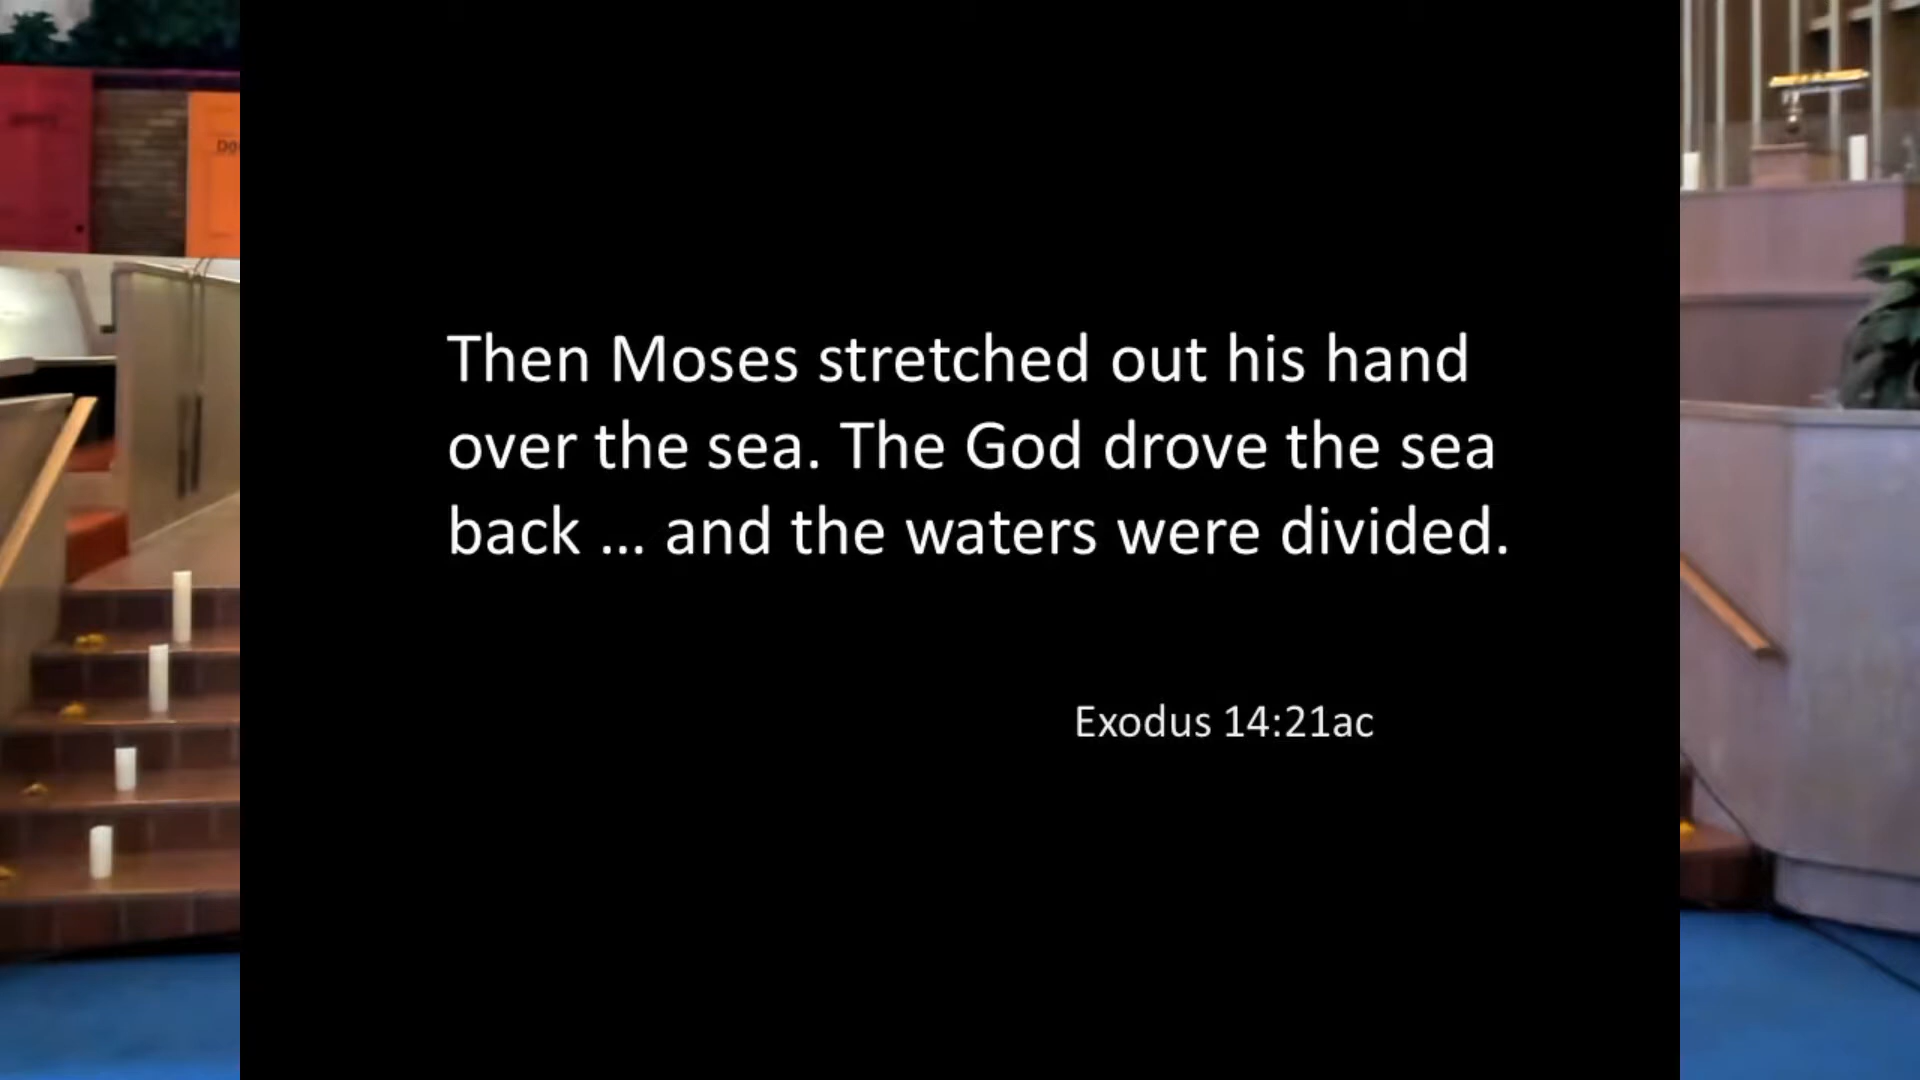 Then Moses stretched out his hand
over the sea. The God drove the sea
back ... and the waters were divided.
Exodus 14:21ac